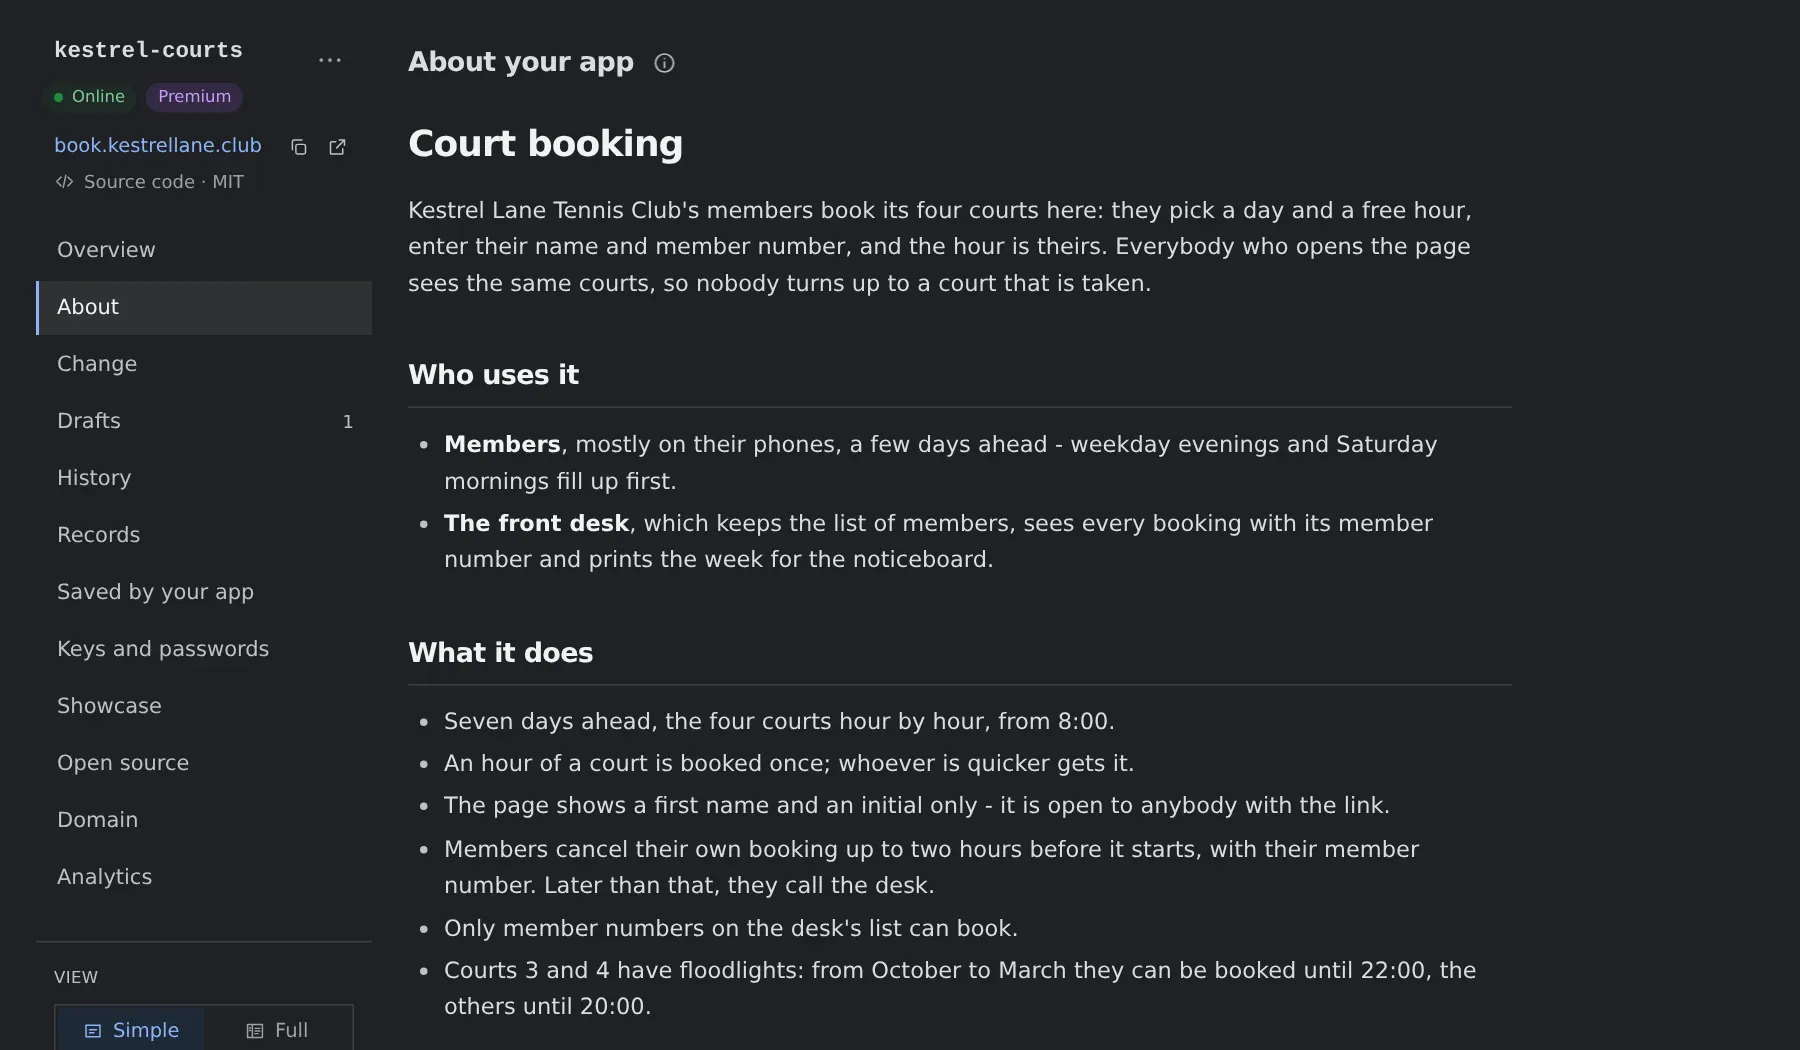 kestrel-courts
Online
Premium
book.kestrellane.club
Source code · MIT
Overview
About
Change
Drafts 1
History
Records
Saved by your app
Keys and passwords
Showcase
Open source
Domain
Analytics
VIEW
Simple
Full
About your app
Court booking
Kestrel Lane Tennis Club's members book its four courts here: they pick a day and a free hour,
enter their name and member number, and the hour is theirs. Everybody who opens the page
sees the same courts, so nobody turns up to a court that is taken.
Who uses it
• Members, mostly on their phones, a few days ahead - weekday evenings and Saturday
mornings fill up first.
• The front desk, which keeps the list of members, sees every booking with its member
number and prints the week for the noticeboard.
What it does
• Seven days ahead, the four courts hour by hour, from 8:00.
• An hour of a court is booked once; whoever is quicker gets it.
• The page shows a first name and an initial only - it is open to anybody with the link.
• Members cancel their own booking up to two hours before it starts, with their member
number. Later than that, they call the desk.
• Only member numbers on the desk's list can book.
• Courts 3 and 4 have floodlights: from October to March they can be booked until 22:00, the
others until 20:00.